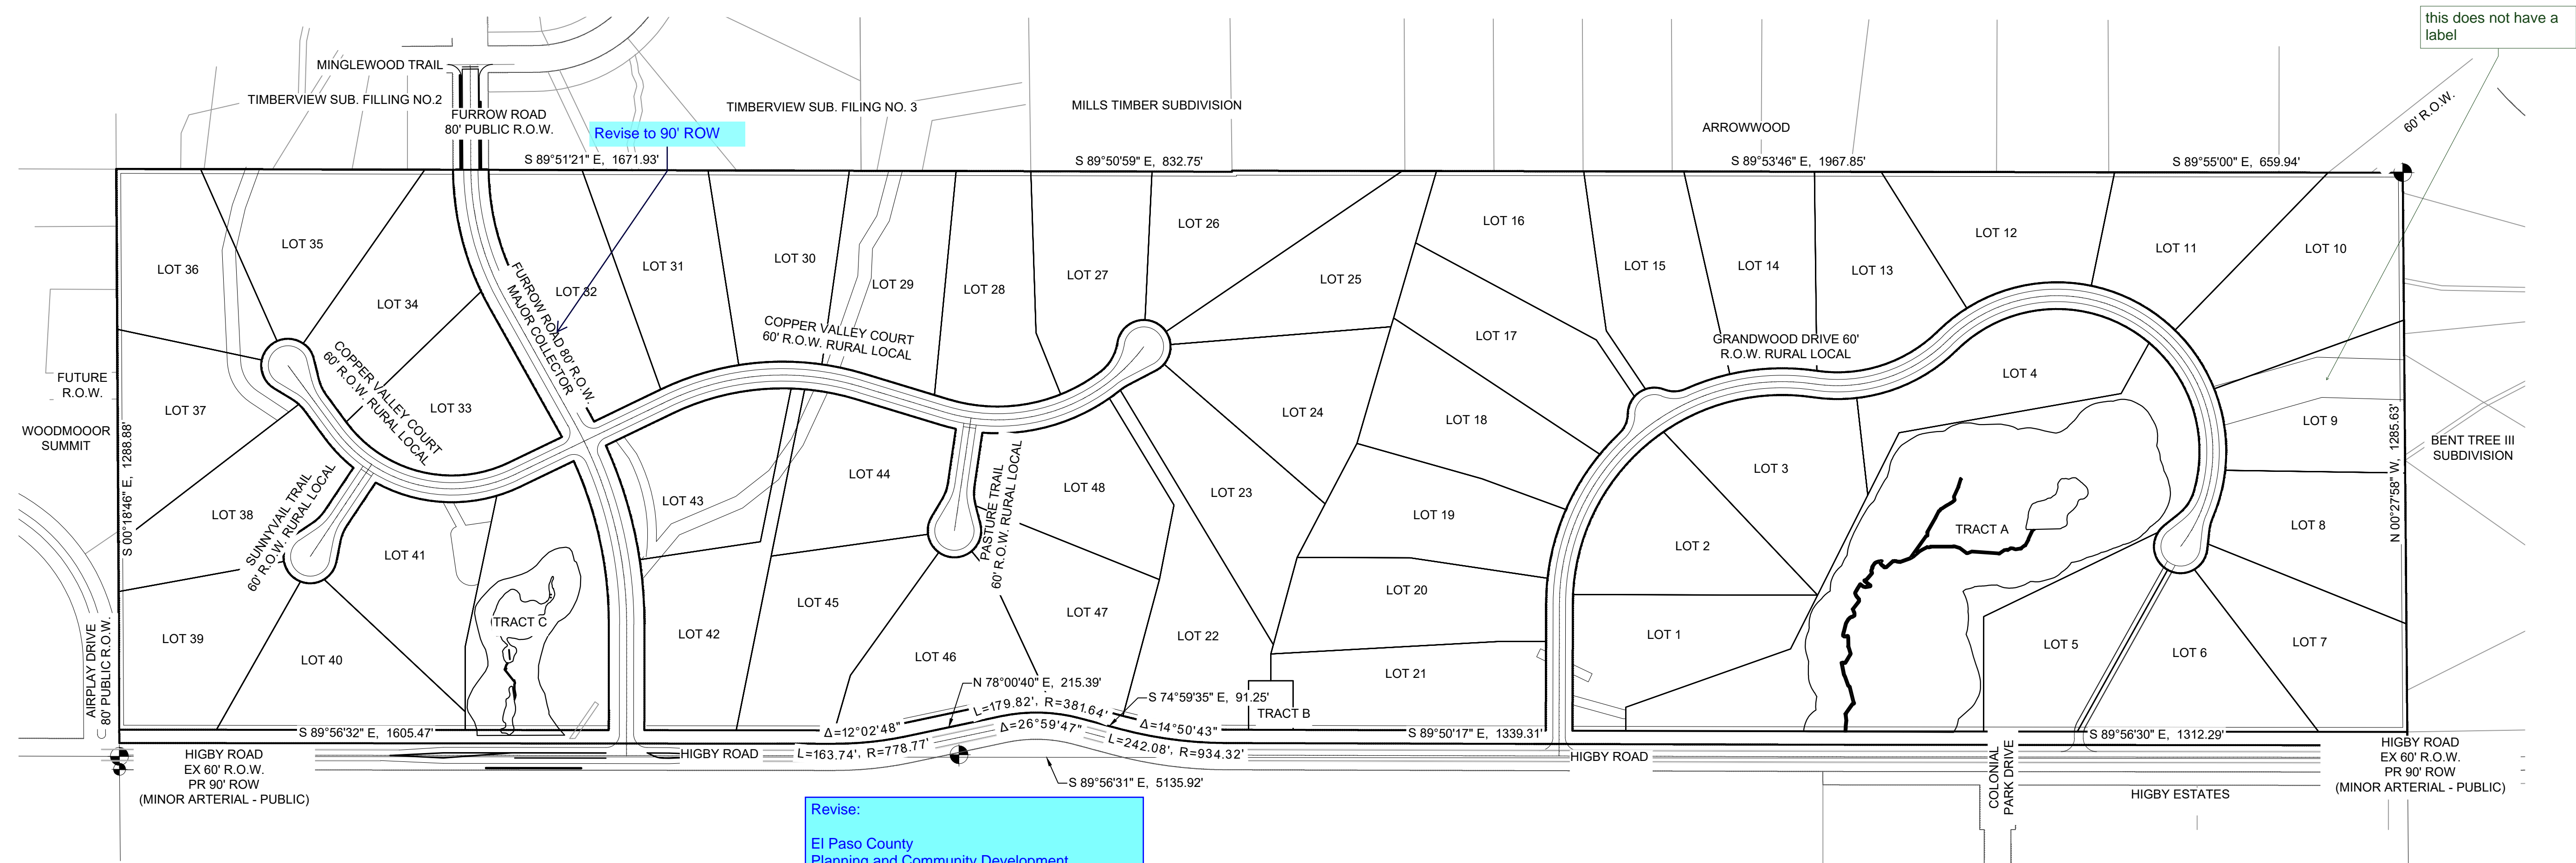 this does not have a
label
MINGLEWOOD TRAIL
TIMBERVIEW SUB. FILLING NO.2
FURROW ROAD
80' PUBLIC R.O.W.
TIMBERVIEW SUB. FILING NO. 3
MILLS TIMBER SUBDIVISION
ARROWWOOD
60' R.O.W.
Revise to 90' ROW
S 89°51'21" E, 1671.93'
S 89°50'59" E, 832.75'
S 89°53'46" E, 1967.85'
S 89°55'00" E, 659.94'
LOT 36
LOT 35
LOT 34
LOT 32
LOT 31
LOT 30
LOT 29
LOT 28
LOT 27
LOT 26
LOT 25
LOT 16
LOT 15
LOT 14
LOT 13
LOT 12
LOT 11
LOT 10
FURROW ROAD 80' R.O.W.
MAJOR COLLECTOR
COPPER VALLEY COURT
60' R.O.W. RURAL LOCAL
COPPER VALLEY COURT
60' R.O.W. RURAL LOCAL
LOT 17
GRANDWOOD DRIVE 60'
R.O.W. RURAL LOCAL
LOT 4
FUTURE
R.O.W.
LOT 37
LOT 33
LOT 24
LOT 18
LOT 9
WOODMOOOR
SUMMIT
S 00°18'46" E, 1288.88'
N 00°27'58" W, 1285.63'
BENT TREE III
SUBDIVISION
LOT 38
SUNNYVAIL TRAIL
60' R.O.W. RURAL LOCAL
LOT 43
LOT 44
PASTURE TRAIL
60' R.O.W. RURAL LOCAL
LOT 48
LOT 23
LOT 19
LOT 3
LOT 2
TRACT A
LOT 8
LOT 41
LOT 45
LOT 47
LOT 20
TRACT C
LOT 39
LOT 40
LOT 42
LOT 46
LOT 22
LOT 21
LOT 1
LOT 5
LOT 6
LOT 7
AIRPLAY DRIVE
80' PUBLIC R.O.W.
N 78°00'40" E, 215.39'
S 74°59'35" E, 91.25'
TRACT B
L=179.82', R=381.64'
Δ=12°02'48"
Δ=26°59'47"
Δ=14°50'43"
S 89°56'32" E, 1605.47'
S 89°50'17" E, 1339.31'
S 89°56'30" E, 1312.29'
L=163.74', R=778.77'
L=242.08', R=934.32'
HIGBY ROAD
EX 60' R.O.W.
PR 90' ROW
(MINOR ARTERIAL - PUBLIC)
HIGBY ROAD
HIGBY ROAD
S 89°56'31" E, 5135.92'
COLONIAL
PARK DRIVE
HIGBY ESTATES
HIGBY ROAD
EX 60' R.O.W.
PR 90' ROW
(MINOR ARTERIAL - PUBLIC)
Revise:
El Paso County
Planning and Community Development